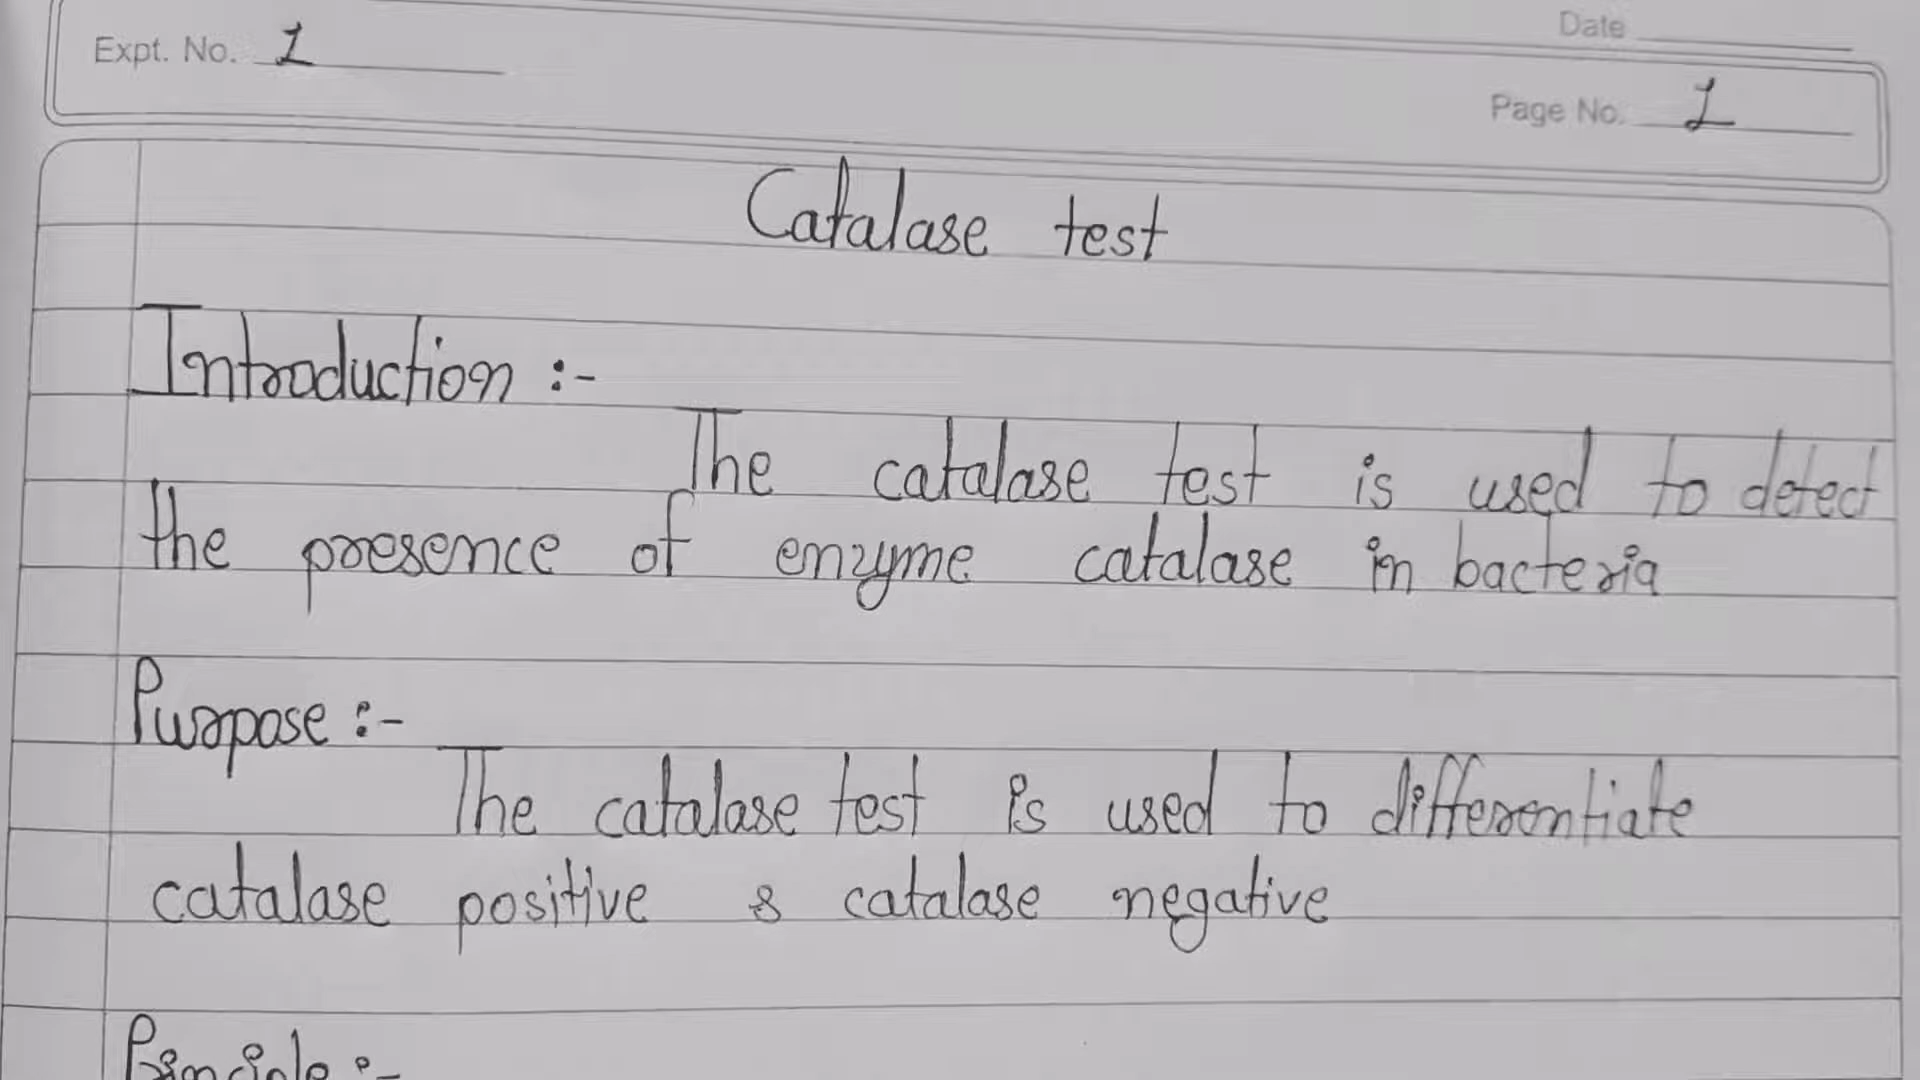 Date
Expt. No. 1
Page No. 1
Catalase test
Introduction :-
The catalase test is used to detect
the presence of enzyme catalase in bacteria
Purpose :-
The catalase test is used to differentiate
catalase positive & catalase negative
Principle :-